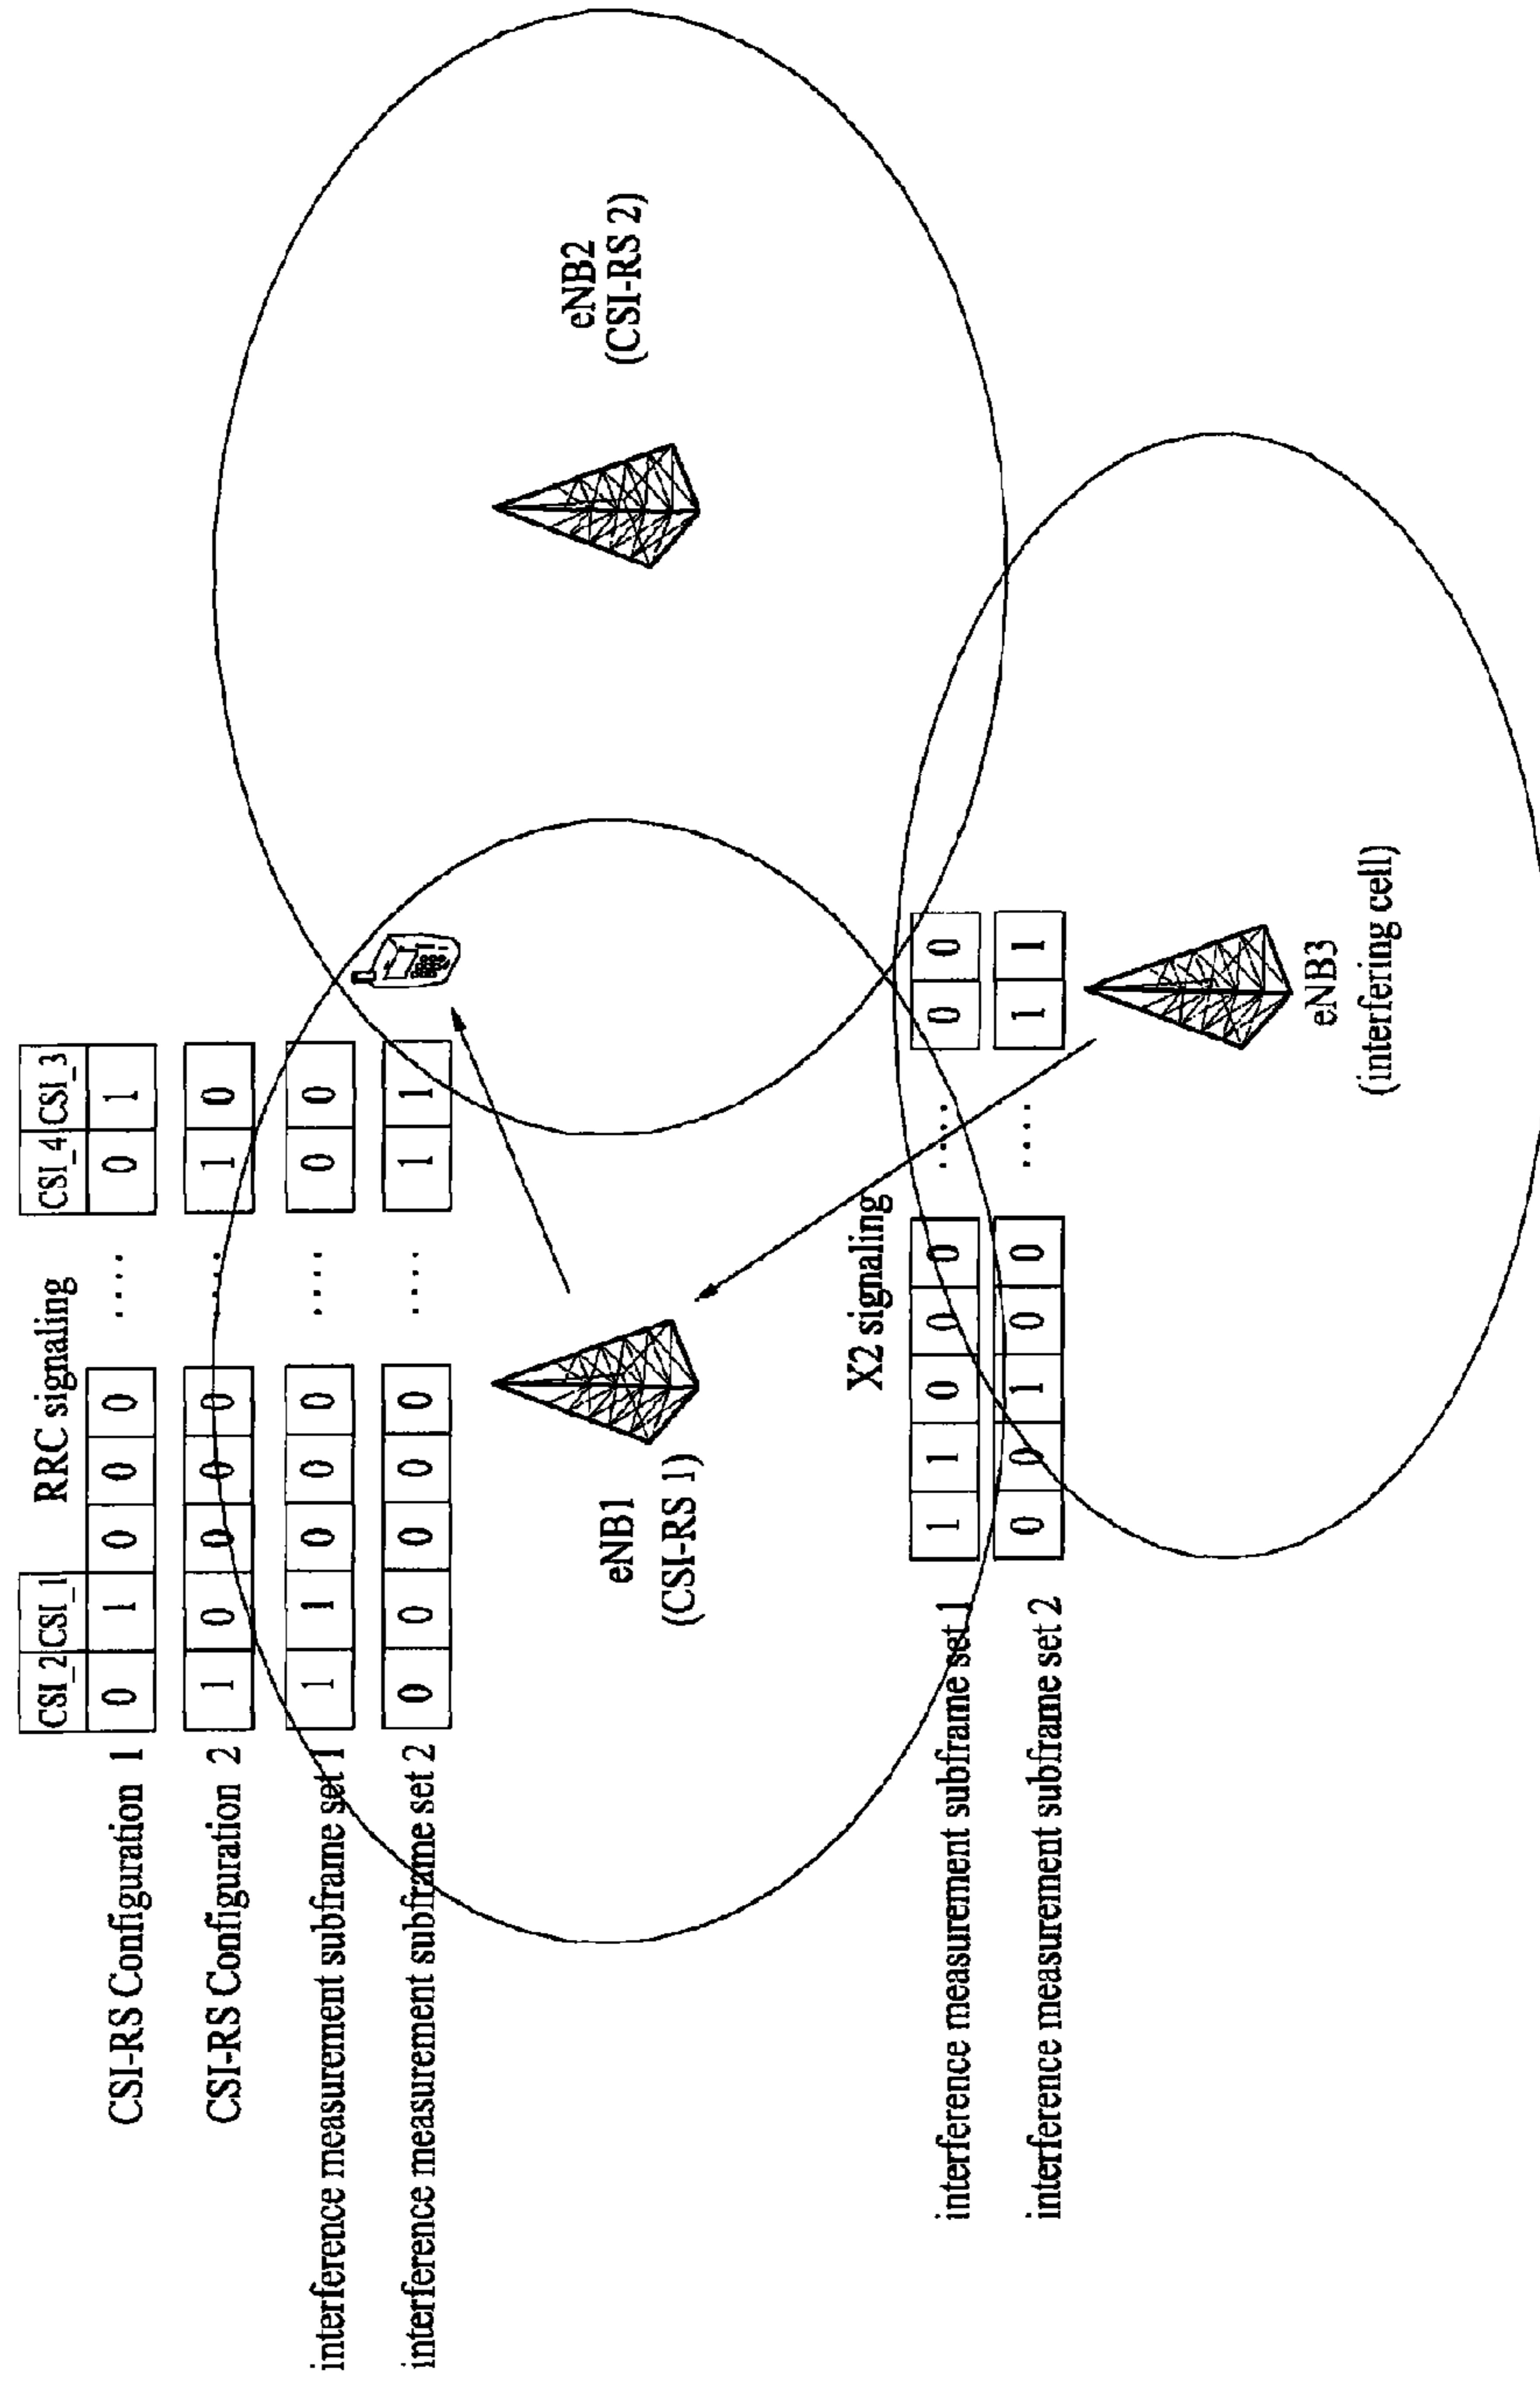 RRC signaling
CSI_2 CSI_1 CSI_4 CSI_3
CSI-RS Configuration 1 0 1 0 0 0 .... 0 1
CSI-RS Configuration 2 1 0 0 0 0 .... 1 0
interference measurement subframe set 1 1 1 0 0 0 .... 0 0
interference measurement subframe set 2 0 0 0 0 0 .... 1 1
eNB1
(CSI-RS 1)
eNB2
(CSI-RS 2)
X2 signaling
interference measurement subframe set 1 1 1 0 0 0 .... 0 0
interference measurement subframe set 2 0 0 1 0 0 .... 1 1
eNB3
(interfering cell)